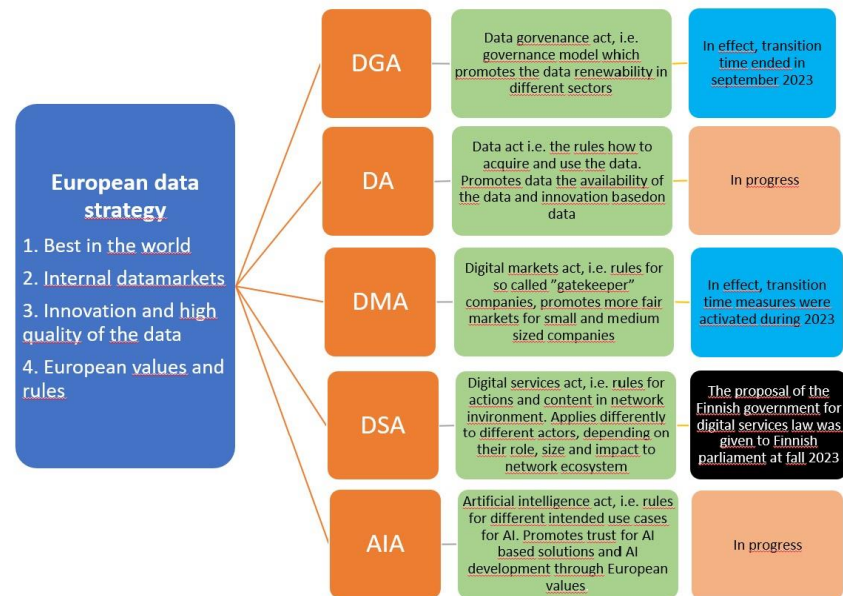 European data
strategy
1. Best in the world
2. Internal datamarkets
3. Innovation and high
quality of the data
4. European values and
rules
DGA
Data gorvenance act, i.e.
governance model which
promotes the data renewability in
different sectors
In effect, transition
time ended in
september 2023
DA
Data act i.e. the rules how to
acquire and use the data.
Promotes data the availability of
the data and innovation basedon
data
In progress
DMA
Digital markets act, i.e. rules for
so called "gatekeeper"
companies, promotes more fair
markets for small and medium
sized companies
In effect, transition
time measures were
activated during 2023
DSA
Digital services act, i.e. rules for
actions and content in network
invironment. Applies differently
to different actors, depending on
their role, size and impact to
network ecosystem
The proposal of the
Finnish government for
digital services law was
given to Finnish
parliament at fall 2023
AIA
Artificial intelligence act, i.e. rules
for different intended use cases
for AI. Promotes trust for AI
based solutions and AI
development through European
values
In progress